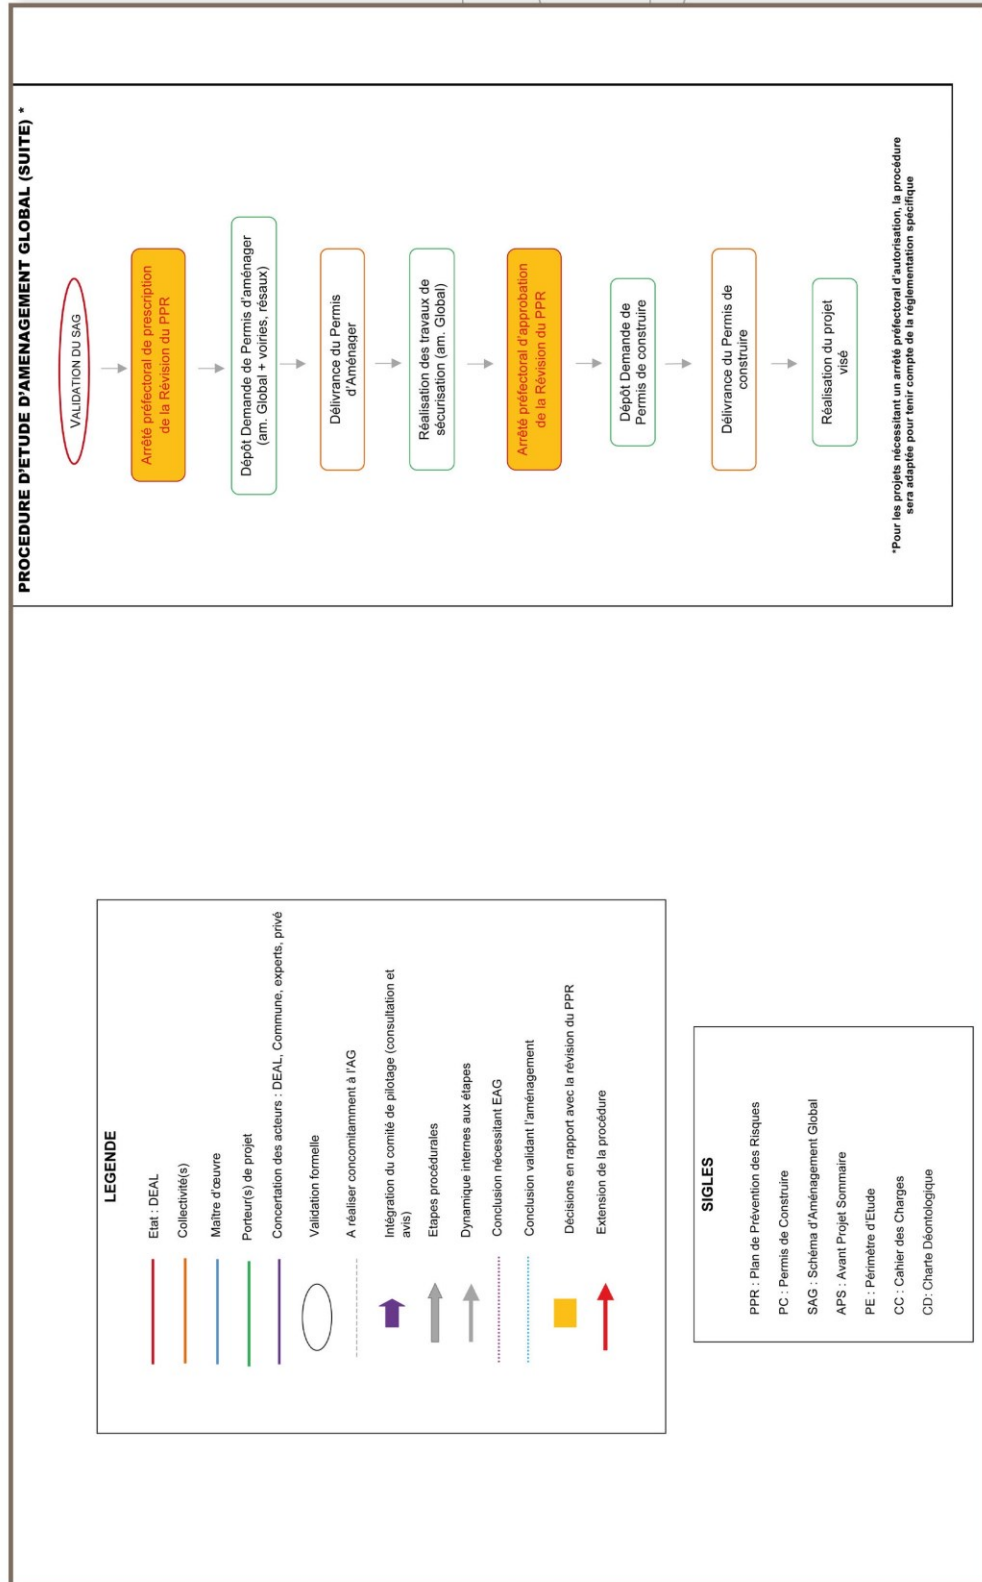 PROCEDURE D'ETUDE D'AMENAGEMENT GLOBAL (SUITE) *
VALIDATION DU SAG
Arrêté préfectoral de prescription
de la Révision du PPR
Dépôt Demande de Permis d'aménager
(am. Global + voiries, résaux)
Délivrance du Permis
d'Aménager
Réalisation des travaux de
sécurisation (am. Global)
Arrêté préfectoral d'approbation
de la Révision du PPR
Dépôt Demande de
Permis de construire
Délivrance du Permis de
construire
Réalisation du projet
visé
*Pour les projets nécessitant un arrêté préfectoral d'autorisation, la procédure
sera adaptée pour tenir compte de la réglementation spécifique
LEGENDE
Etat : DEAL
Collectivité(s)
Maître d'œuvre
Porteur(s) de projet
Concertation des acteurs : DEAL, Commune, experts, privé
Validation formelle
A réaliser concomitamment à l'AG
Intégration du comité de pilotage (consultation et
avis)
Etapes procédurales
Dynamique internes aux étapes
Conclusion nécessitant EAG
Conclusion validant l'aménagement
Décisions en rapport avec la révision du PPR
Extension de la procédure
SIGLES
PPR : Plan de Prévention des Risques
PC : Permis de Construire
SAG : Schéma d'Aménagement Global
APS : Avant Projet Sommaire
PE : Périmètre d'Etude
CC : Cahier des Charges
CD: Charte Déontologique